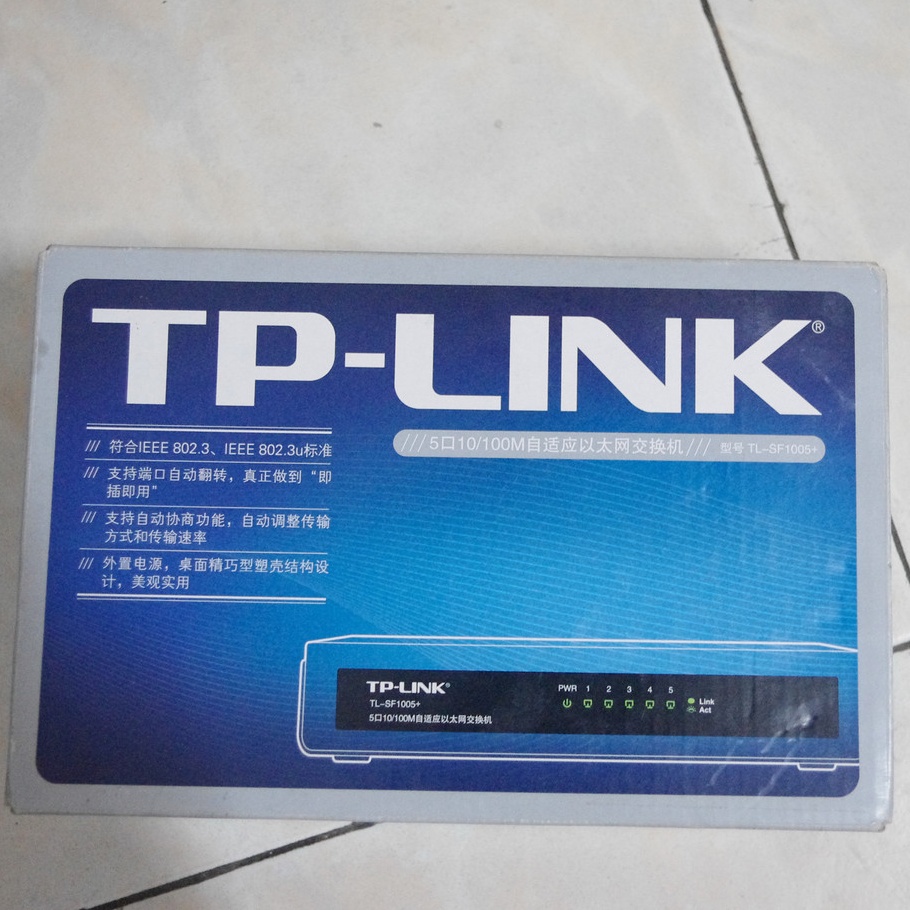 TP-LINK®
/// 5口10/100M自适应以太网交换机 /// 型号 TL-SF1005+
/// 符合IEEE 802.3、IEEE 802.3u标准
/// 支持端口自动翻转，真正做到“即
插即用”
/// 支持自动协商功能，自动调整传输
方式和传输速率
/// 外置电源，桌面精巧型塑壳结构设
计，美观实用
TP-LINK®
TL-SF1005+
5口10/100M自适应以太网交换机
PWR 1 2 3 4 5
Link
Act